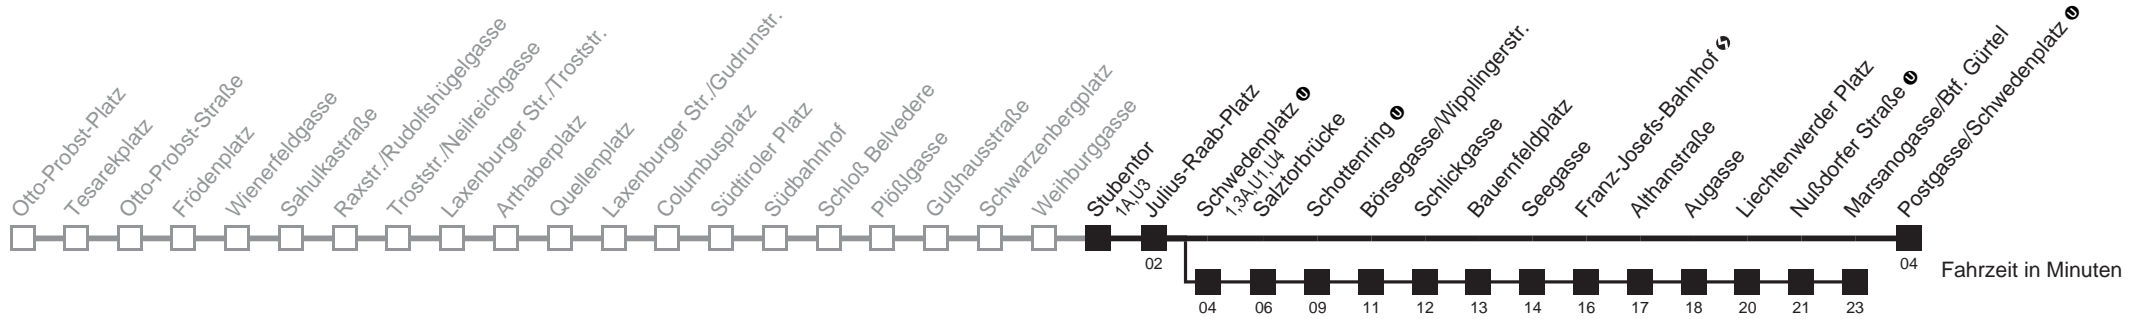 Otto-Probst-Platz
Tesarekplatz
Otto-Probst-Straße
Frödenplatz
Wienerfeldgasse
Sahulkastraße
Raxstr./Rudolfshügelgasse
Troststr./Neilreichgasse
Laxenburger Str./Troststr.
Arthaberplatz
Quellenplatz
Laxenburger Str./Gudrunstr.
Columbusplatz
Südtiroler Platz
Südbahnhof
Schloß Belvedere
Plößlgasse
Gußhausstraße
Schwarzenbergplatz
Weihburggasse
Stubentor
1A,U3
Julius-Raab-Platz
Schwedenplatz U
1,3A,U1,U4
Salztorbrücke
Schottenring U
Börsegasse/Wipplingerstr.
Schlickgasse
Bauernfeldplatz
Seegasse
Franz-Josefs-Bahnhof S
Althanstraße
Augasse
Liechtenwerder Platz
Nußdorfer Straße U
Marsanogasse/Btf. Gürtel
Postgasse/Schwedenplatz U
02
04
Fahrzeit in Minuten
04 06 09 11 12 13 14 16 17 18 20 21 23